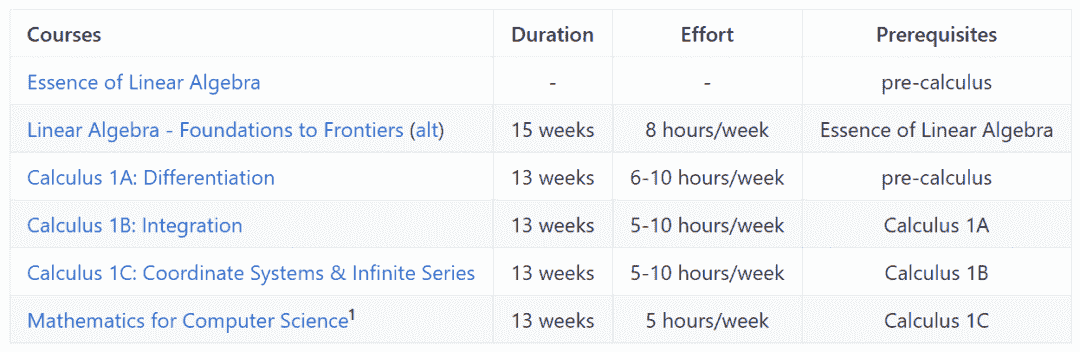 Courses Duration Effort Prerequisites
Essence of Linear Algebra - - pre-calculus
Linear Algebra - Foundations to Frontiers (alt) 15 weeks 8 hours/week Essence of Linear Algebra
Calculus 1A: Differentiation 13 weeks 6-10 hours/week pre-calculus
Calculus 1B: Integration 13 weeks 5-10 hours/week Calculus 1A
Calculus 1C: Coordinate Systems & Infinite Series 13 weeks 5-10 hours/week Calculus 1B
Mathematics for Computer Science¹ 13 weeks 5 hours/week Calculus 1C